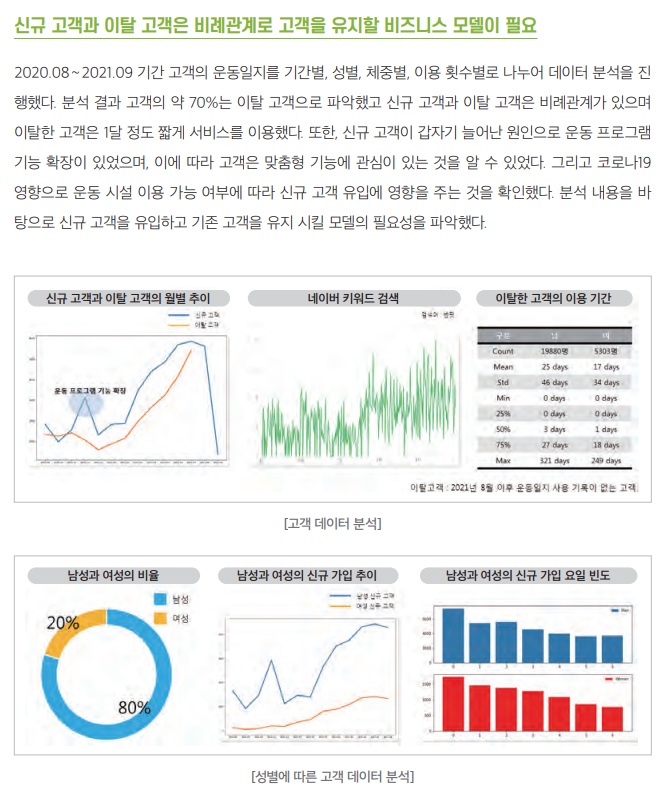 신규 고객과 이탈 고객은 비례관계로 고객을 유지할 비즈니스 모델이 필요
2020.08~2021.09 기간 고객의 운동일지를 기간별, 성별, 체중별, 이용 횟수별로 나누어 데이터 분석을 진
행했다. 분석 결과 고객의 약 70%는 이탈 고객으로 파악했고 신규 고객과 이탈 고객은 비례관계가 있으며
이탈한 고객은 1달 정도 짧게 서비스를 이용했다. 또한, 신규 고객이 갑자기 늘어난 원인으로 운동 프로그램
기능 확장이 있었으며, 이에 따라 고객은 맞춤형 기능에 관심이 있는 것을 알 수 있었다. 그리고 코로나19
영향으로 운동 시설 이용 가능 여부에 따라 신규 고객 유입에 영향을 주는 것을 확인했다. 분석 내용을 바
탕으로 신규 고객을 유입하고 기존 고객을 유지 시킬 모델의 필요성을 파악했다.
신규 고객과 이탈 고객의 월별 추이
신규 고객
이탈 고객
운동 프로그램 기능 확장
네이버 키워드 검색
검색어
이탈한 고객의 이용 기간
구분 남 여
Count 19880명 5303명
Mean 25 days 17 days
Std 46 days 34 days
Min 0 days 0 days
25% 0 days 0 days
50% 3 days 1 days
75% 27 days 18 days
Max 321 days 249 days
이탈고객 : 2021년 8월 이후 운동일지 사용 기록이 없는 고객.
[고객 데이터 분석]
남성과 여성의 비율
남성
여성
20%
80%
남성과 여성의 신규 가입 추이
남성 신규 고객
여성 신규 고객
남성과 여성의 신규 가입 요일 빈도
0 1 2 3 4 5 6
0 1 2 3 4 5 6
[성별에 따른 고객 데이터 분석]